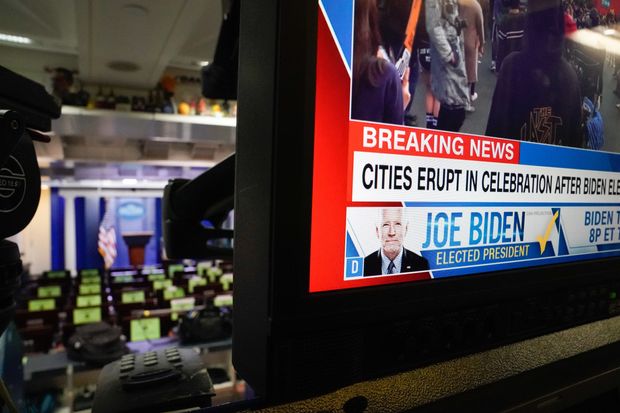 BREAKING NEWS
CITIES ERUPT IN CELEBRATION AFTER BIDEN ELE
JOE BIDEN
ELECTED PRESIDENT
D
BIDEN T
8P ET